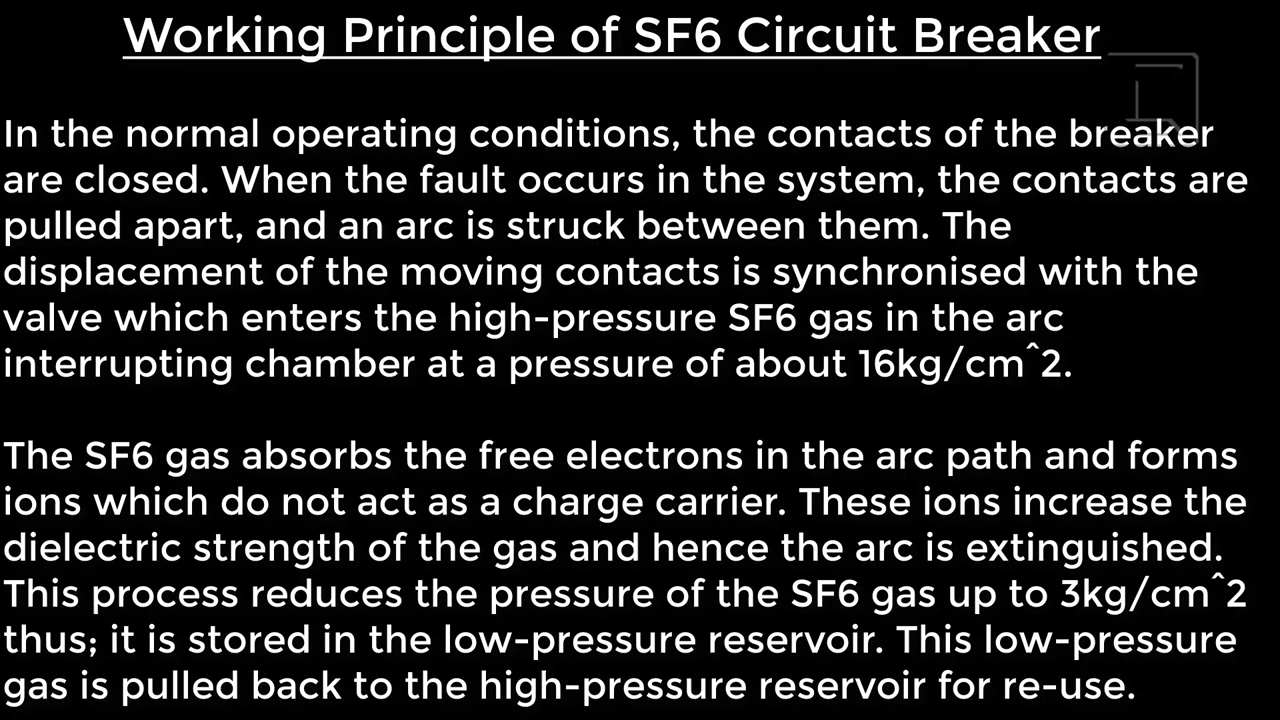 Working Principle of SF6 Circuit Breaker
In the normal operating conditions, the contacts of the breaker
are closed. When the fault occurs in the system, the contacts are
pulled apart, and an arc is struck between them. The
displacement of the moving contacts is synchronised with the
valve which enters the high-pressure SF6 gas in the arc
interrupting chamber at a pressure of about 16kg/cm^2.
The SF6 gas absorbs the free electrons in the arc path and forms
ions which do not act as a charge carrier. These ions increase the
dielectric strength of the gas and hence the arc is extinguished.
This process reduces the pressure of the SF6 gas up to 3kg/cm^2
thus; it is stored in the low-pressure reservoir. This low-pressure
gas is pulled back to the high-pressure reservoir for re-use.